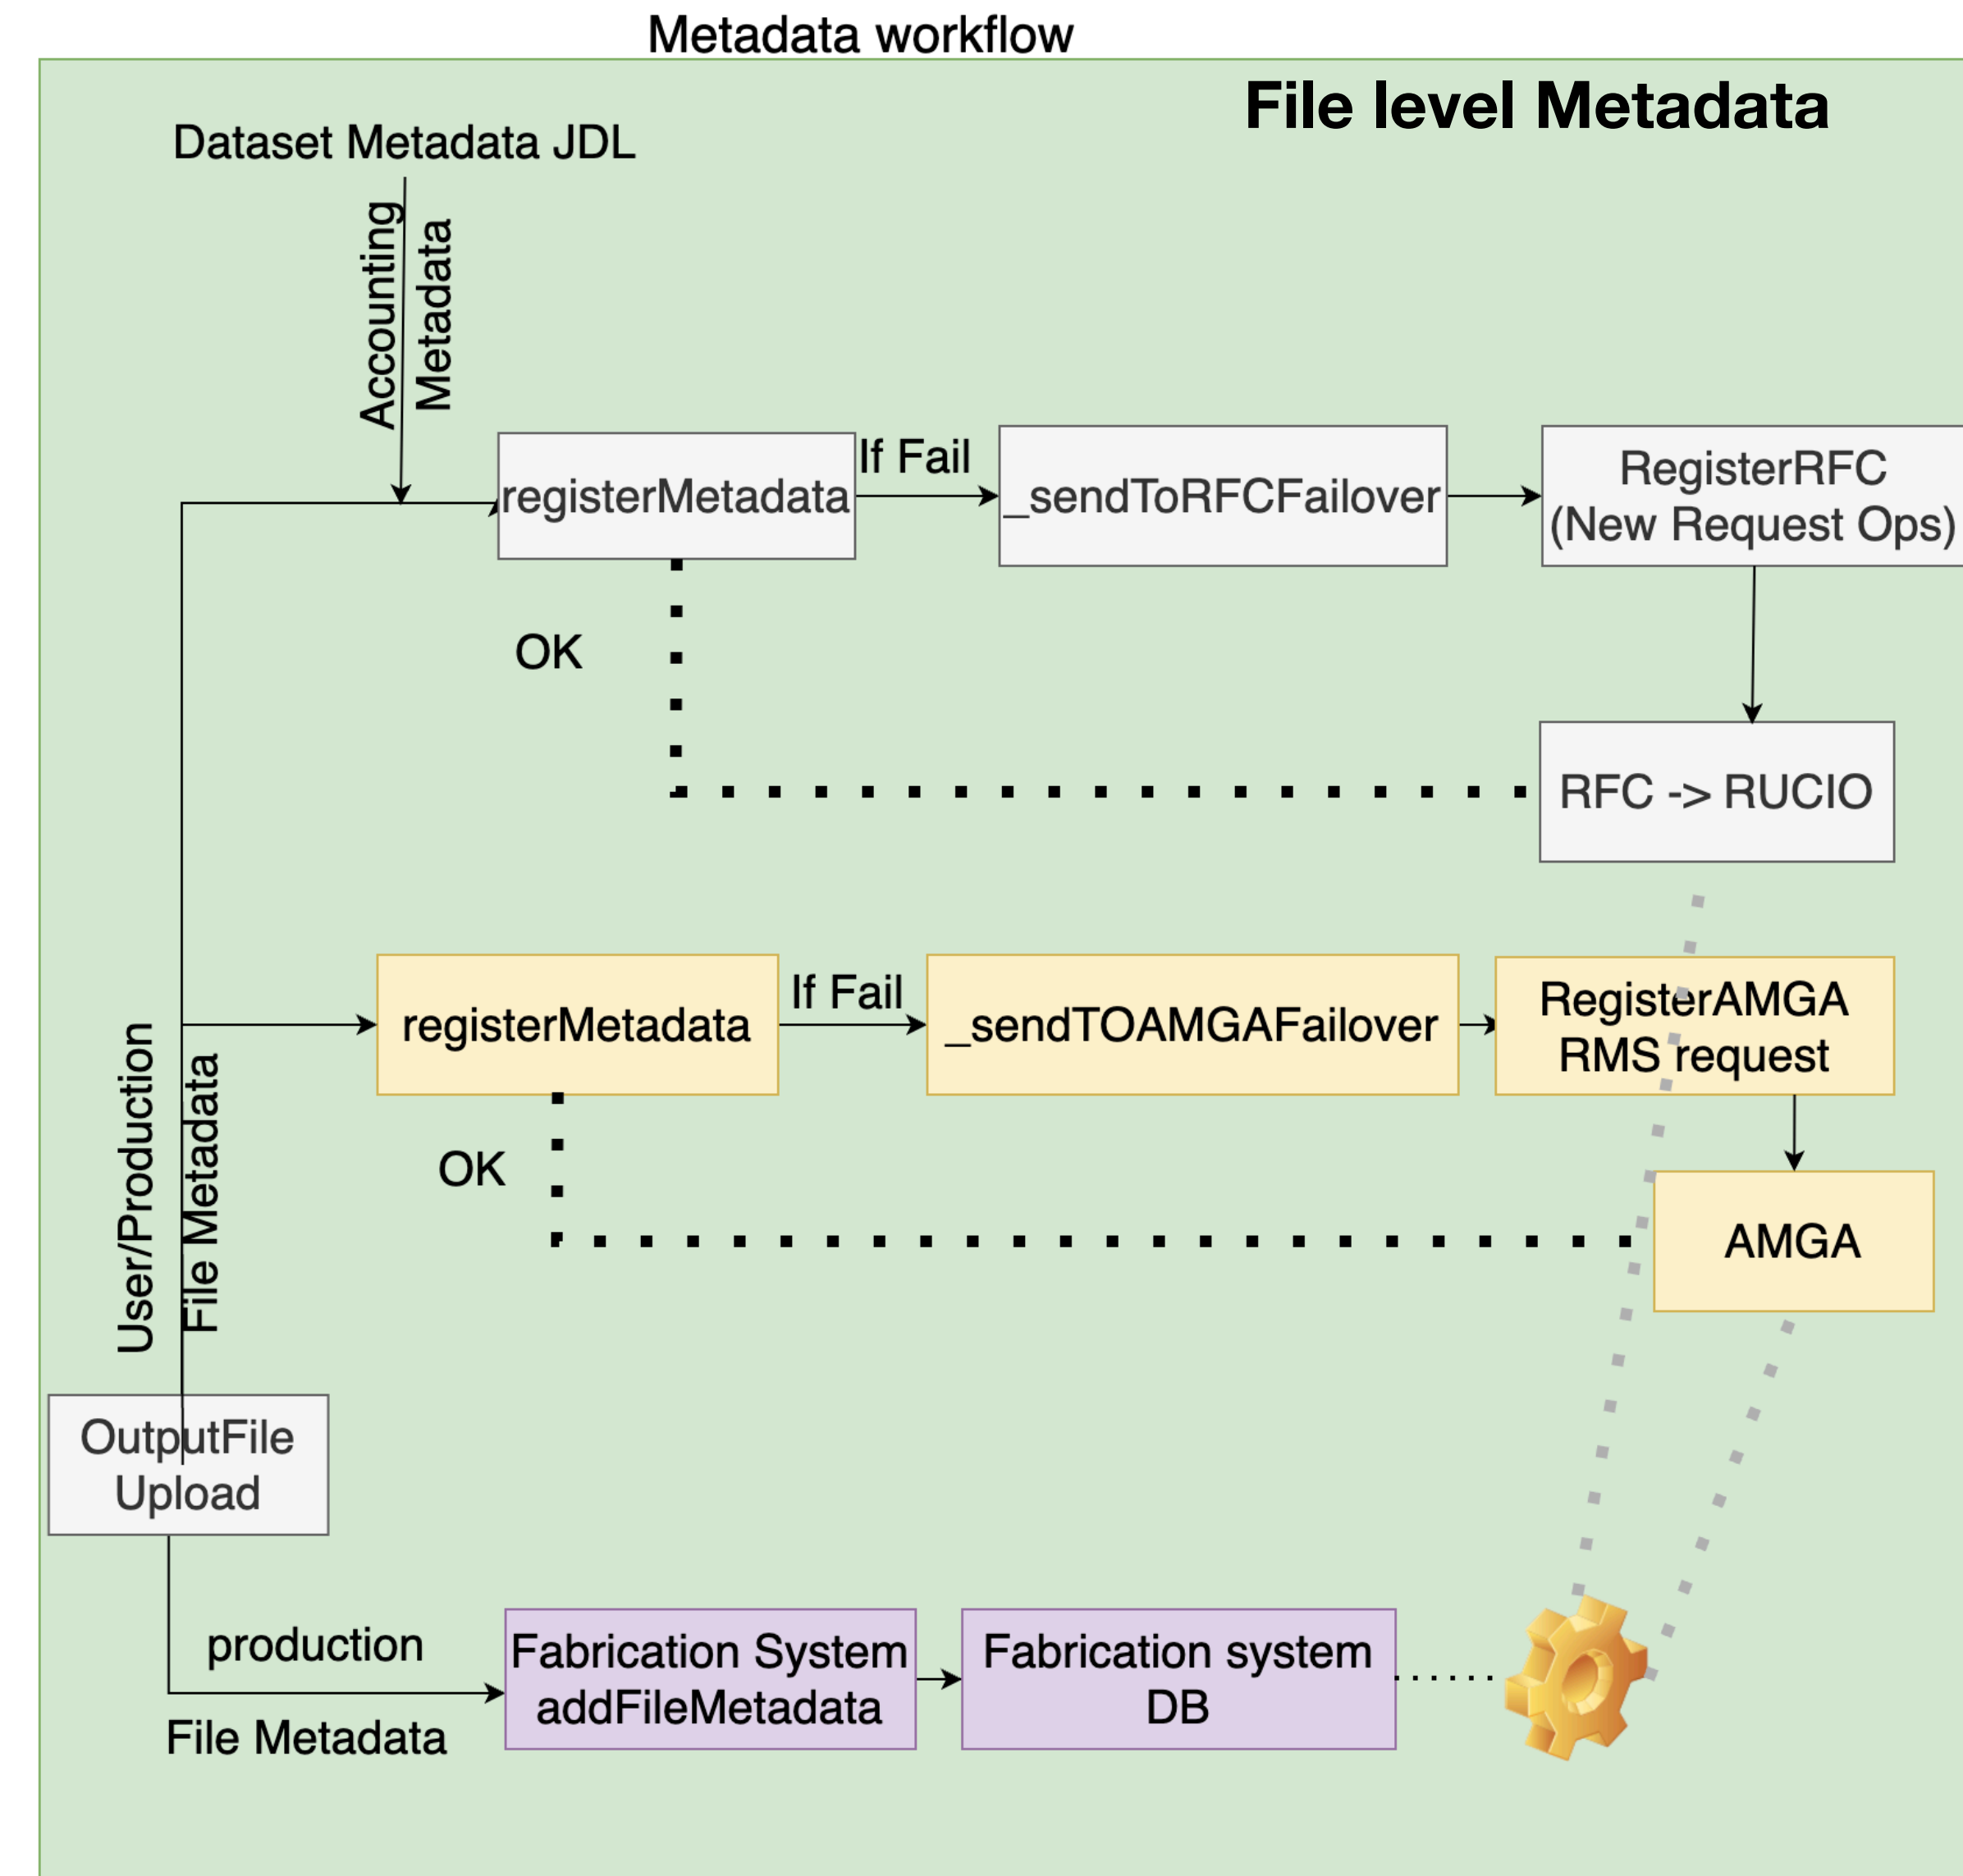 Metadata workflow
File level Metadata
Dataset Metadata JDL
Accounting
Metadata
registerMetadata
If Fail
_sendToRFCFailover
RegisterRFC
(New Request Ops)
OK
RFC -> RUCIO
registerMetadata
If Fail
_sendTOAMGAFailover
RegisterAMGA
RMS request
OK
AMGA
User/Production
File Metadata
OutputFile
Upload
production
File Metadata
Fabrication System
addFileMetadata
Fabrication system
DB